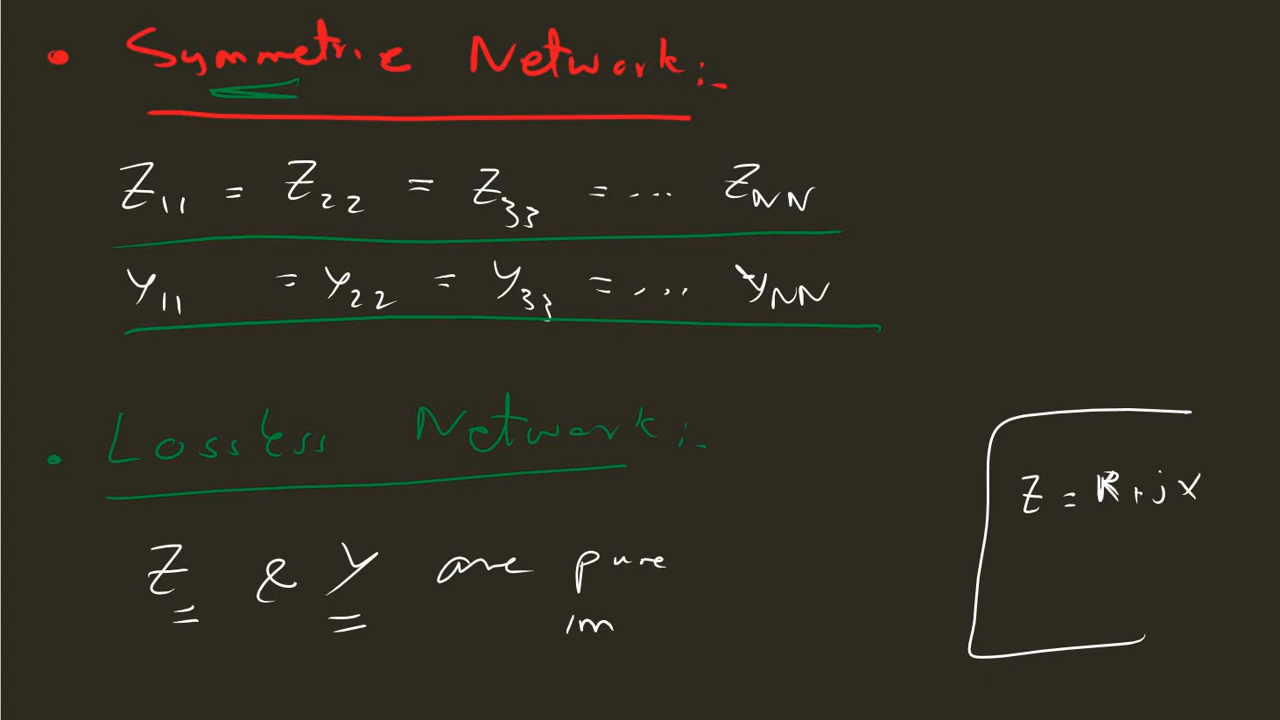 • Symmetric Network:-
Z11 = Z22 = Z33 = ... ZNN
Y11 = Y22 = Y33 = ... YNN
• Lossless Network:-
Z & Y are pure
im
Z = R+jX